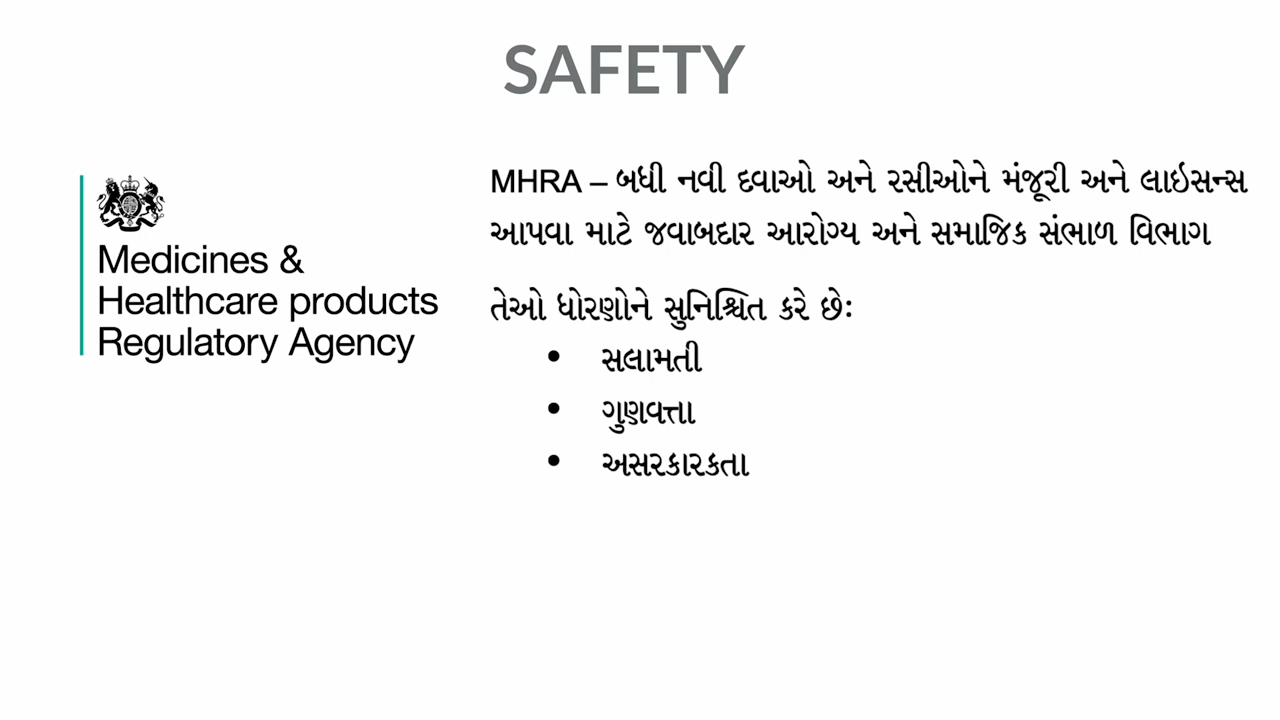 SAFETY
Medicines &
Healthcare products
Regulatory Agency
MHRA – બધી નવી દવાઓ અને રસીઓને મંજૂરી અને લાઇસન્સ
આપવા માટે જવાબદાર આરોગ્ય અને સમાજિક સંભાળ વિભાગ
તેઓ ધોરણોને સુનિશ્ચિત કરે છેઃ
• સલામતી
• ગુણવત્તા
• અસરકારકતા